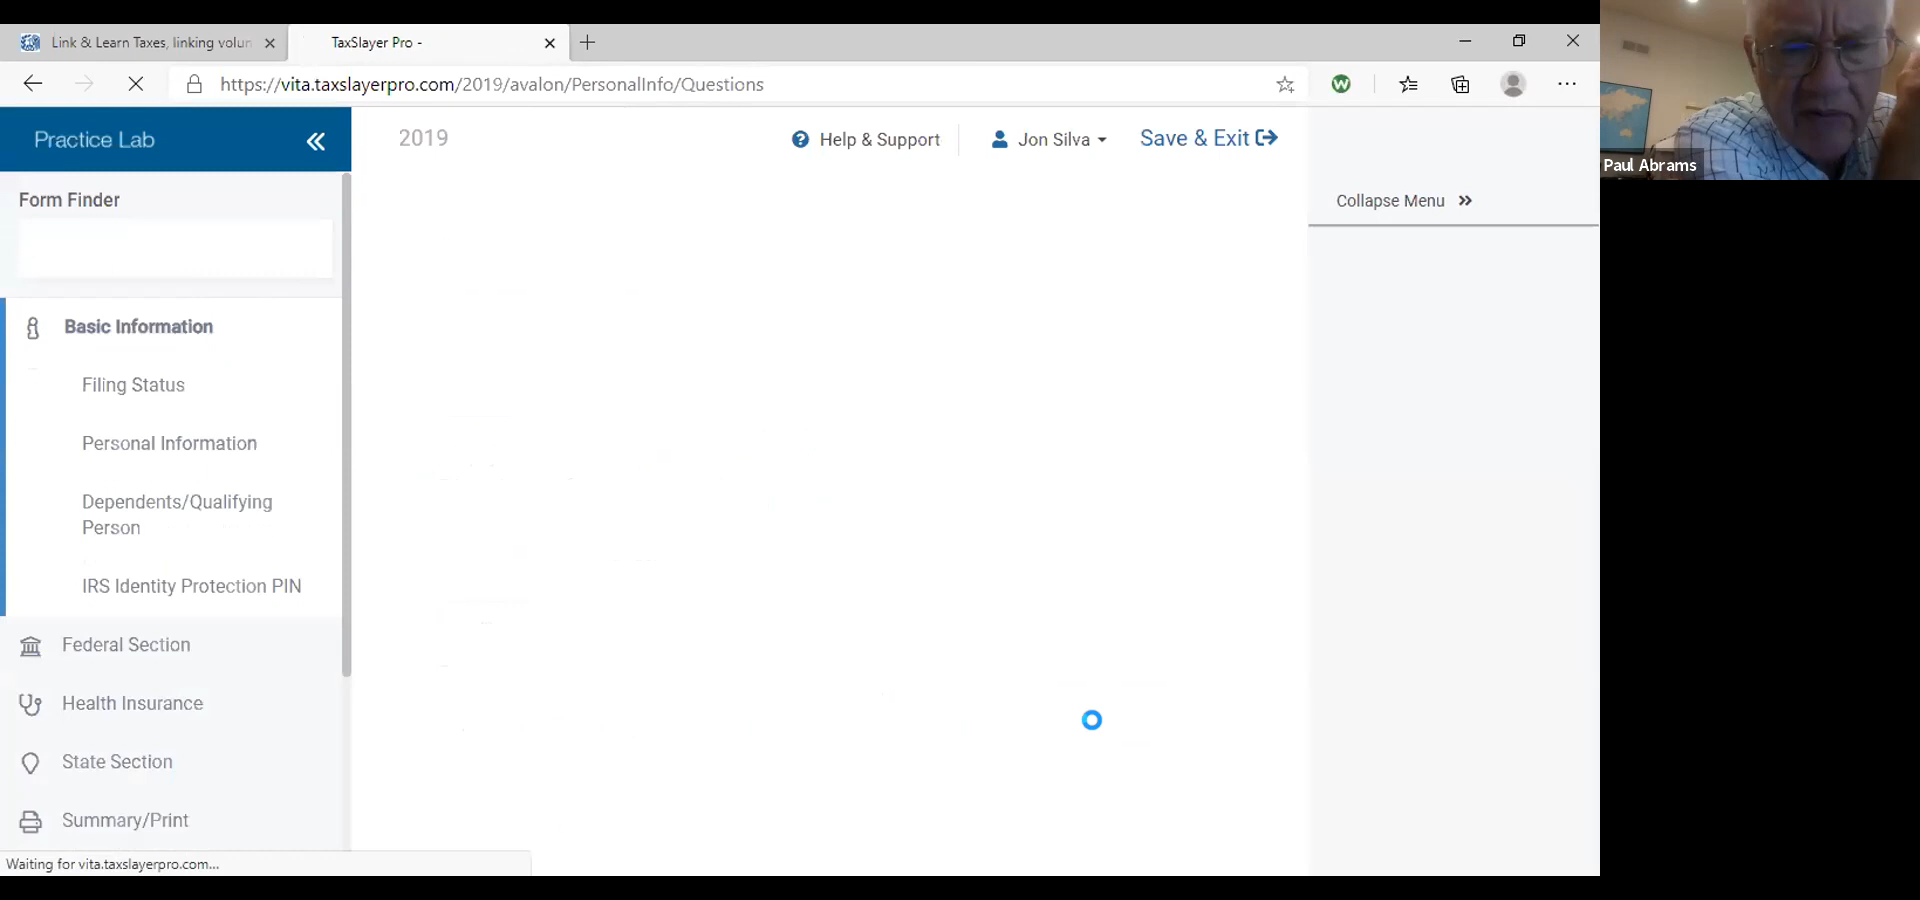 Link & Learn Taxes, linking volun
TaxSlayer Pro -
https://vita.taxslayerpro.com/2019/avalon/PersonalInfo/Questions
W
Paul Abrams
Practice Lab
2019
Help & Support
Jon Silva
Save & Exit
Form Finder
Collapse Menu
Basic Information
Filing Status
Personal Information
Dependents/Qualifying
Person
IRS Identity Protection PIN
Federal Section
Health Insurance
State Section
Summary/Print
Waiting for vita.taxslayerpro.com...